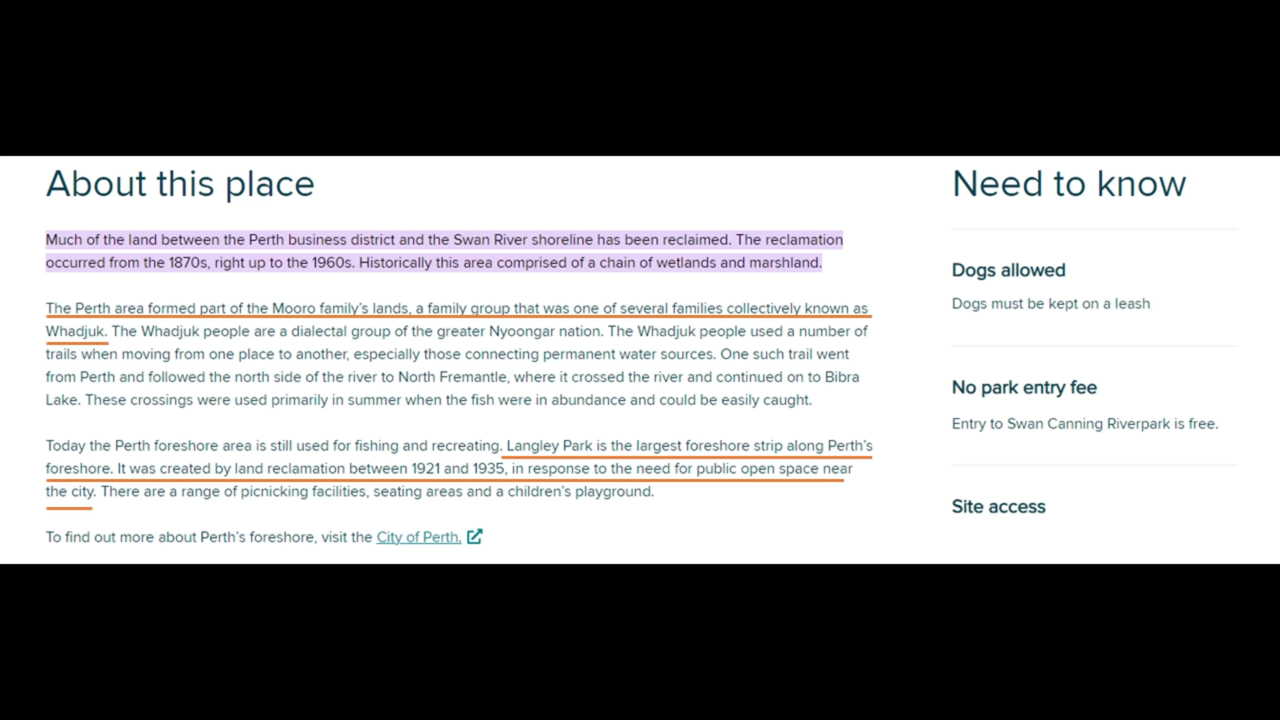 About this place
Much of the land between the Perth business district and the Swan River shoreline has been reclaimed. The reclamation
occurred from the 1870s, right up to the 1960s. Historically this area comprised of a chain of wetlands and marshland.
The Perth area formed part of the Mooro family's lands, a family group that was one of several families collectively known as
Whadjuk. The Whadjuk people are a dialectal group of the greater Nyoongar nation. The Whadjuk people used a number of
trails when moving from one place to another, especially those connecting permanent water sources. One such trail went
from Perth and followed the north side of the river to North Fremantle, where it crossed the river and continued on to Bibra
Lake. These crossings were used primarily in summer when the fish were in abundance and could be easily caught.
Today the Perth foreshore area is still used for fishing and recreating. Langley Park is the largest foreshore strip along Perth's
foreshore. It was created by land reclamation between 1921 and 1935, in response to the need for public open space near
the city. There are a range of picnicking facilities, seating areas and a children's playground.
To find out more about Perth's foreshore, visit the City of Perth.
Need to know
Dogs allowed
Dogs must be kept on a leash
No park entry fee
Entry to Swan Canning Riverpark is free.
Site access